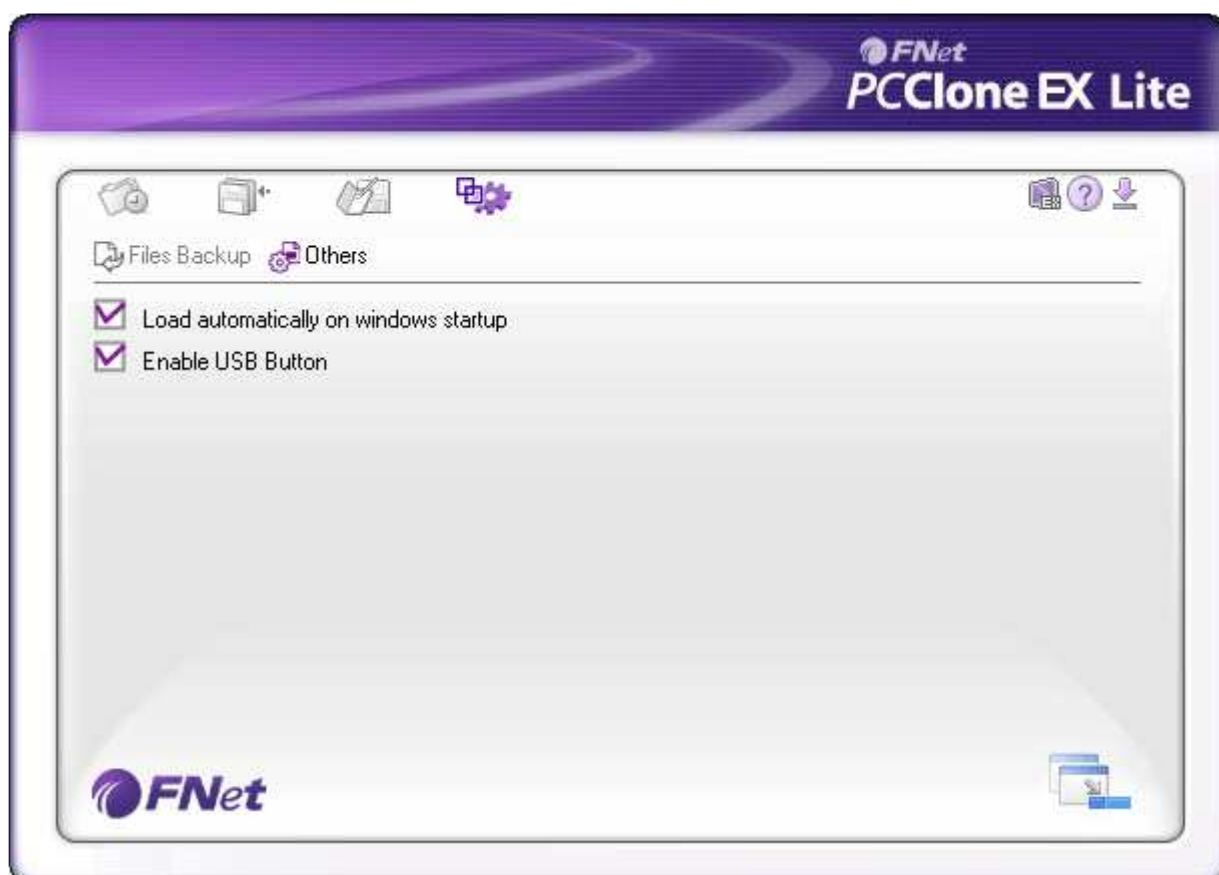 FNet
PCClone EX Lite
Files Backup Others
Load automatically on windows startup
Enable USB Button
FNet